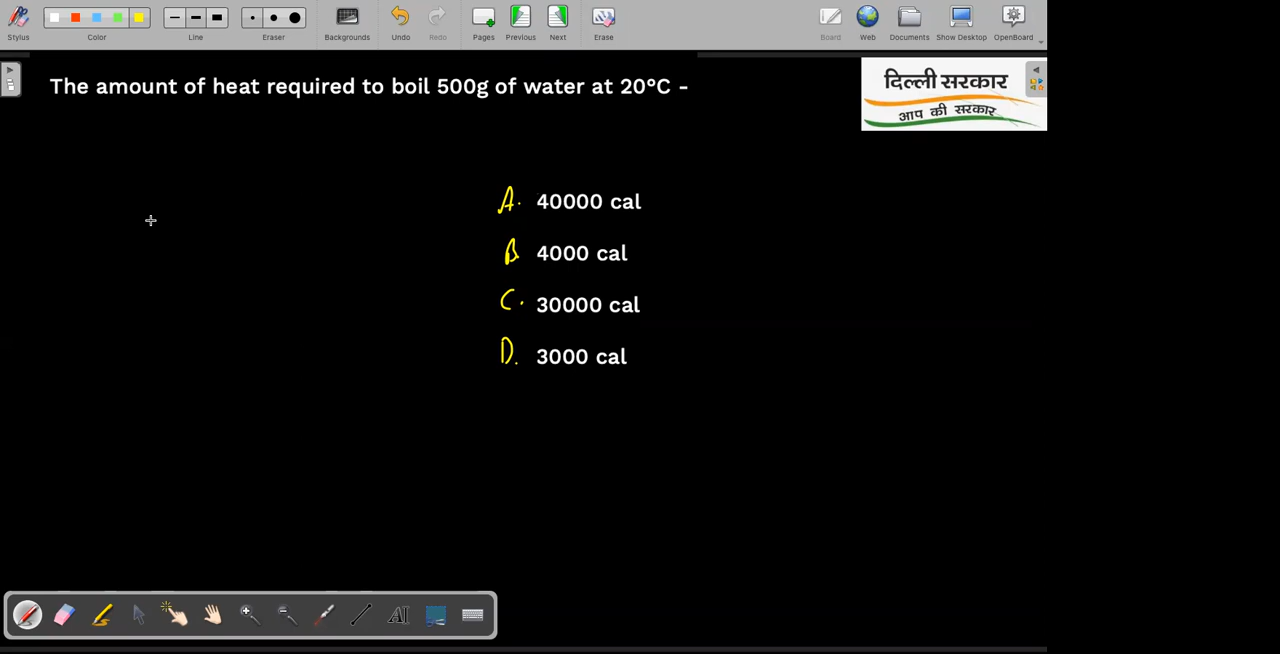 Stylus Color Line Eraser Backgrounds Undo Redo Pages Previous Next Erase Board Web Documents Show Desktop OpenBoard
The amount of heat required to boil 500g of water at 20°C -
दिल्ली सरकार
आप की सरकार
A. 40000 cal
B 4000 cal
C. 30000 cal
D. 3000 cal
AI